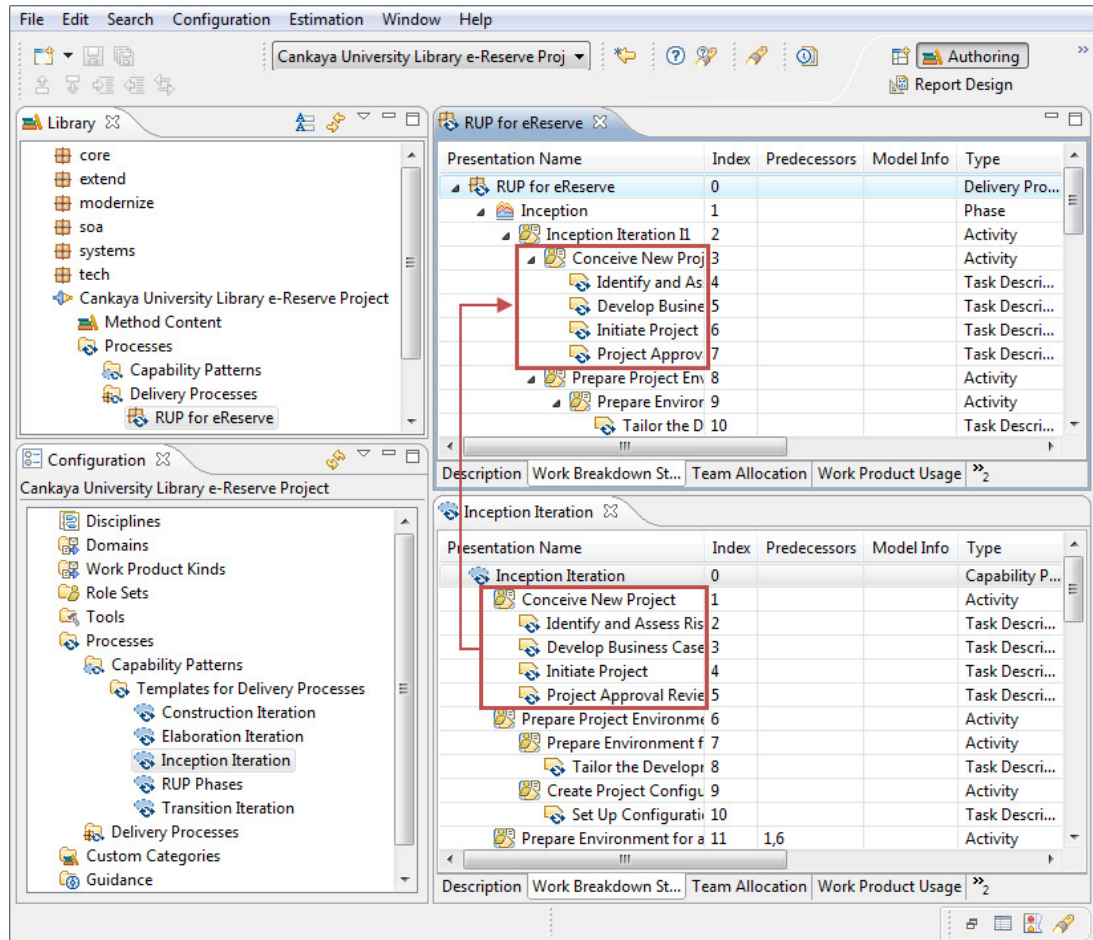 File Edit Search Configuration Estimation Window Help
Cankaya University Library e-Reserve Proj
Authoring
Report Design
Library
core
extend
modernize
soa
systems
tech
Cankaya University Library e-Reserve Project
Method Content
Processes
Capability Patterns
Delivery Processes
RUP for eReserve
Configuration
Cankaya University Library e-Reserve Project
Disciplines
Domains
Work Product Kinds
Role Sets
Tools
Processes
Capability Patterns
Templates for Delivery Processes
Construction Iteration
Elaboration Iteration
Inception Iteration
RUP Phases
Transition Iteration
Delivery Processes
Custom Categories
Guidance
RUP for eReserve
Presentation Name Index Predecessors Model Info Type
RUP for eReserve 0 Delivery Pro...
Inception 1 Phase
Inception Iteration I1 2 Activity
Conceive New Proj 3 Activity
Identify and As 4 Task Descri...
Develop Busine 5 Task Descri...
Initiate Project 6 Task Descri...
Project Approv 7 Task Descri...
Prepare Project Env 8 Activity
Prepare Enviror 9 Activity
Tailor the D 10 Task Descri...
Description Work Breakdown St... Team Allocation Work Product Usage »2
Inception Iteration
Presentation Name Index Predecessors Model Info Type
Inception Iteration 0 Capability P...
Conceive New Project 1 Activity
Identify and Assess Ris 2 Task Descri...
Develop Business Case 3 Task Descri...
Initiate Project 4 Task Descri...
Project Approval Revie 5 Task Descri...
Prepare Project Environme 6 Activity
Prepare Environment f 7 Activity
Tailor the Developr 8 Task Descri...
Create Project Configu 9 Activity
Set Up Configurati 10 Task Descri...
Prepare Environment for a 11 1,6 Activity
Description Work Breakdown St... Team Allocation Work Product Usage »2